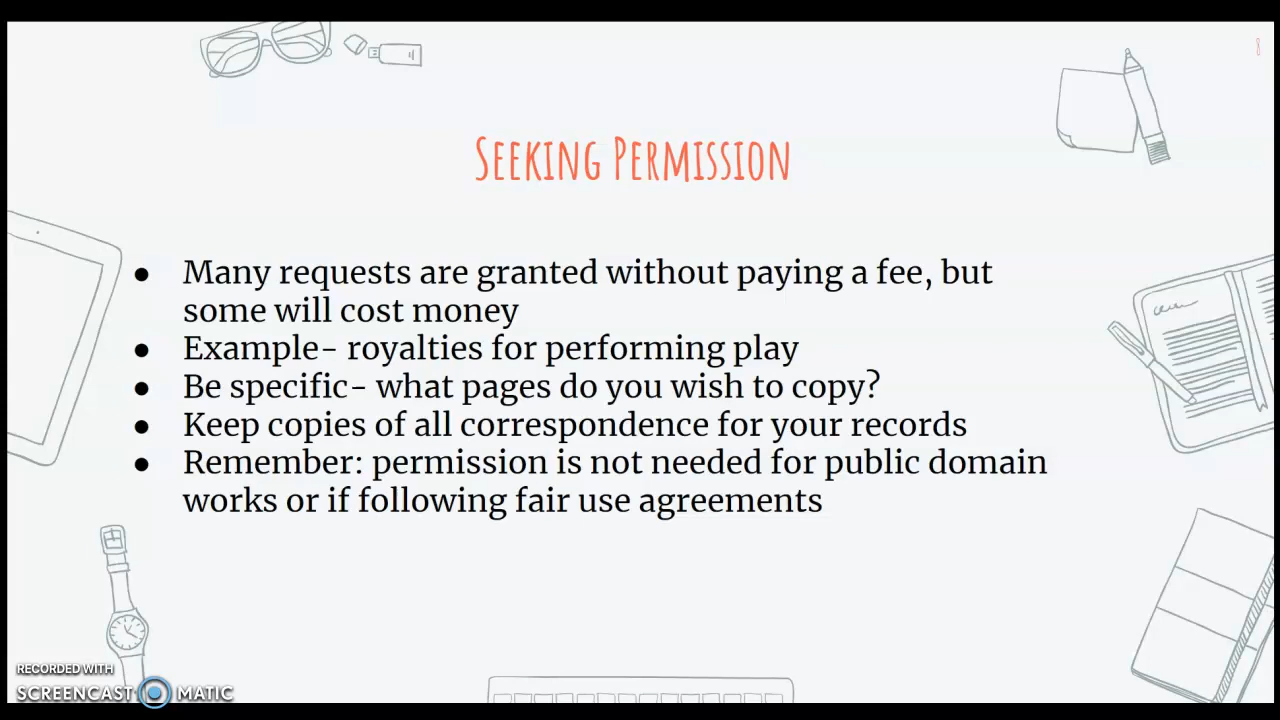 8
Seeking Permission
● Many requests are granted without paying a fee, but
some will cost money
● Example- royalties for performing play
● Be specific- what pages do you wish to copy?
● Keep copies of all correspondence for your records
● Remember: permission is not needed for public domain
works or if following fair use agreements
RECORDED WITH
SCREENCAST MATIC